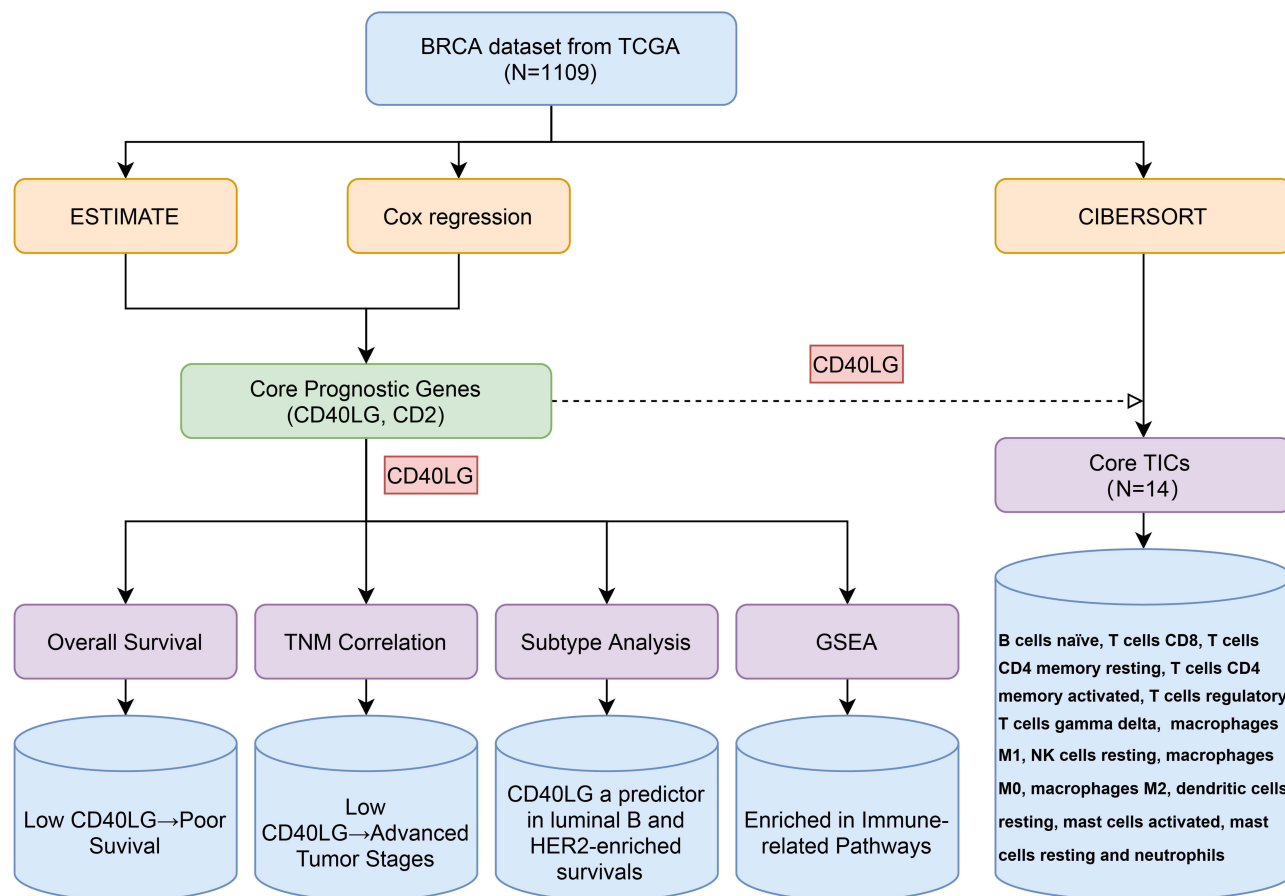 BRCA dataset from TCGA
(N=1109)
ESTIMATE
Cox regression
CIBERSORT
CD40LG
Core Prognostic Genes
(CD40LG, CD2)
CD40LG
Core TICs
(N=14)
Overall Survival
TNM Correlation
Subtype Analysis
GSEA
Low CD40LG→Poor
Suvival
Low
CD40LG→Advanced
Tumor Stages
CD40LG a predictor
in luminal B and
HER2-enriched
survivals
Enriched in Immune-
related Pathways
B cells naïve, T cells CD8, T cells
CD4 memory resting, T cells CD4
memory activated, T cells regulatory
T cells gamma delta, macrophages
M1, NK cells resting, macrophages
M0, macrophages M2, dendritic cells
resting, mast cells activated, mast
cells resting and neutrophils